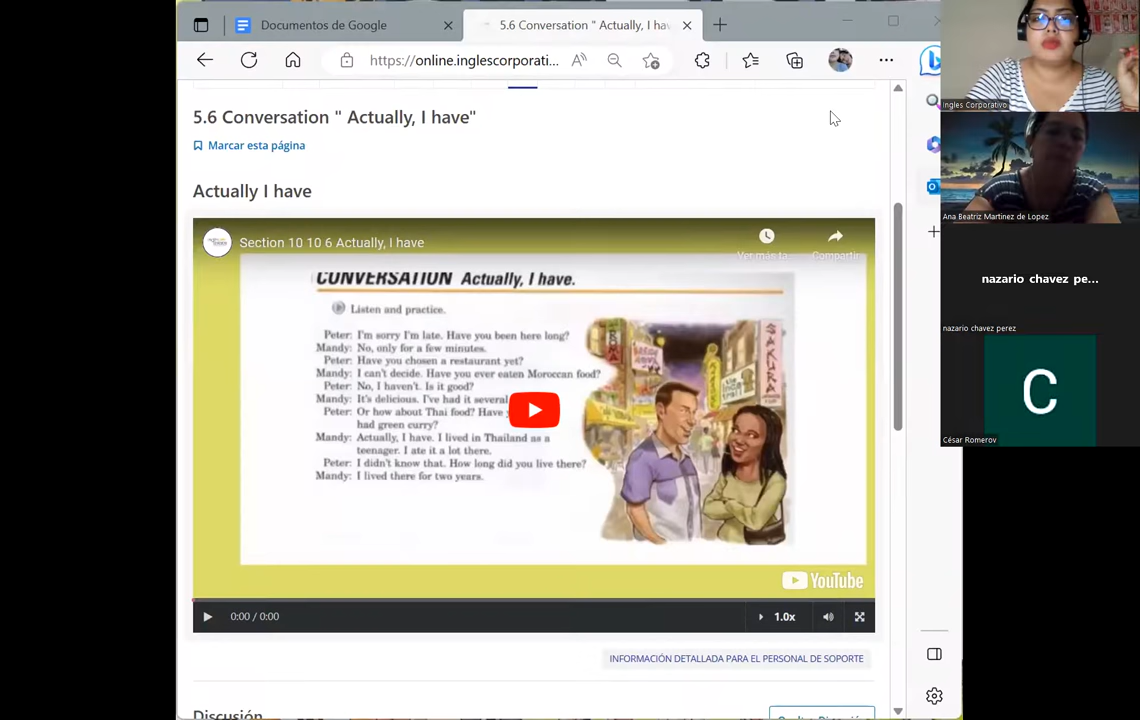 Documentos de Google
5.6 Conversation " Actually, I hav
https://online.inglescorporati...
5.6 Conversation " Actually, I have"
Marcar esta página
Actually I have
Section 10 10 6 Actually, I have
Ver más ta...
Compartir
CONVERSATION Actually, I have.
Listen and practice.
Peter: I'm sorry I'm late. Have you been here long?
Mandy: No, only for a few minutes.
Peter: Have you chosen a restaurant yet?
Mandy: I can't decide. Have you ever eaten Moroccan food?
Peter: No, I haven't. Is it good?
Mandy: It's delicious. I've had it several
Peter: Or how about Thai food? Have
had green curry?
Mandy: Actually, I have. I lived in Thailand as a
teenager. I ate it a lot there.
Peter: I didn't know that. How long did you live there?
Mandy: I lived there for two years.
SAKURA
YouTube
0:00 / 0:00
1.0x
INFORMACIÓN DETALLADA PARA EL PERSONAL DE SOPORTE
Discusión
Ingles Corporativo
Ana Beatriz Martinez de Lopez
nazario chavez pe...
nazario chavez perez
C
César Romerov